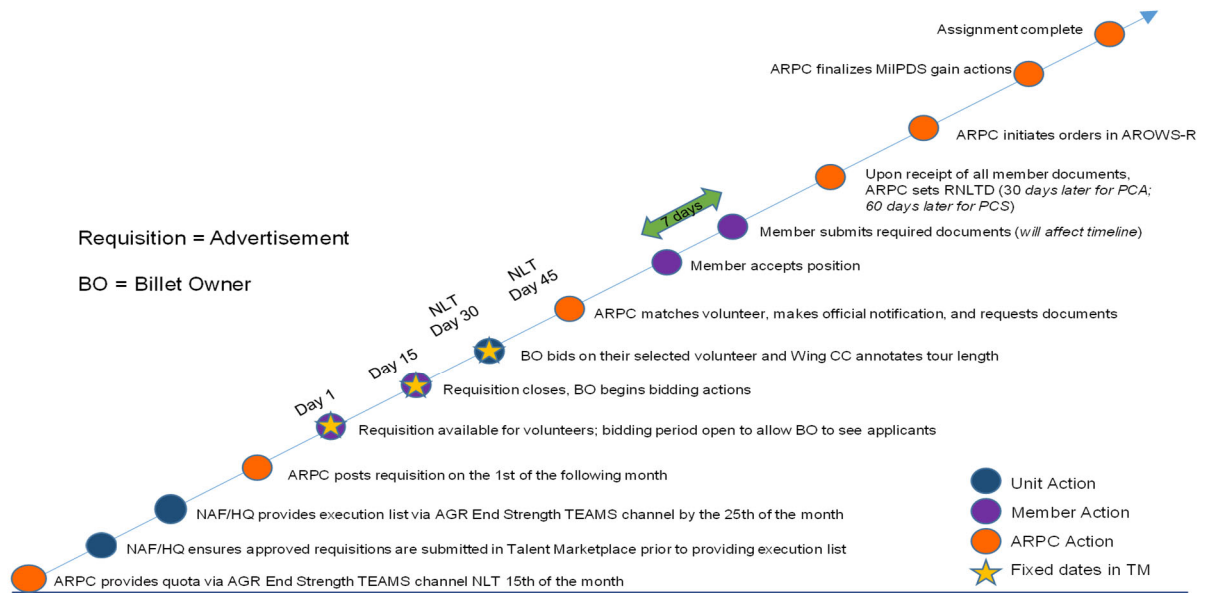 Assignment complete
ARPC finalizes MilPDS gain actions
ARPC initiates orders in AROWS-R
Upon receipt of all member documents,
ARPC sets RNLTD (30 days later for PCA;
60 days later for PCS)
7 days
Member submits required documents (will affect timeline)
Requisition = Advertisement
Member accepts position
BO = Billet Owner
NLT
Day 45
ARPC matches volunteer, makes official notification, and requests documents
NLT
Day 30
BO bids on their selected volunteer and Wing CC annotates tour length
Day 15
Requisition closes, BO begins bidding actions
Day 1
Requisition available for volunteers; bidding period open to allow BO to see applicants
ARPC posts requisition on the 1st of the following month
NAF/HQ provides execution list via AGR End Strength TEAMS channel by the 25th of the month
NAF/HQ ensures approved requisitions are submitted in Talent Marketplace prior to providing execution list
ARPC provides quota via AGR End Strength TEAMS channel NLT 15th of the month
Unit Action
Member Action
ARPC Action
Fixed dates in TM